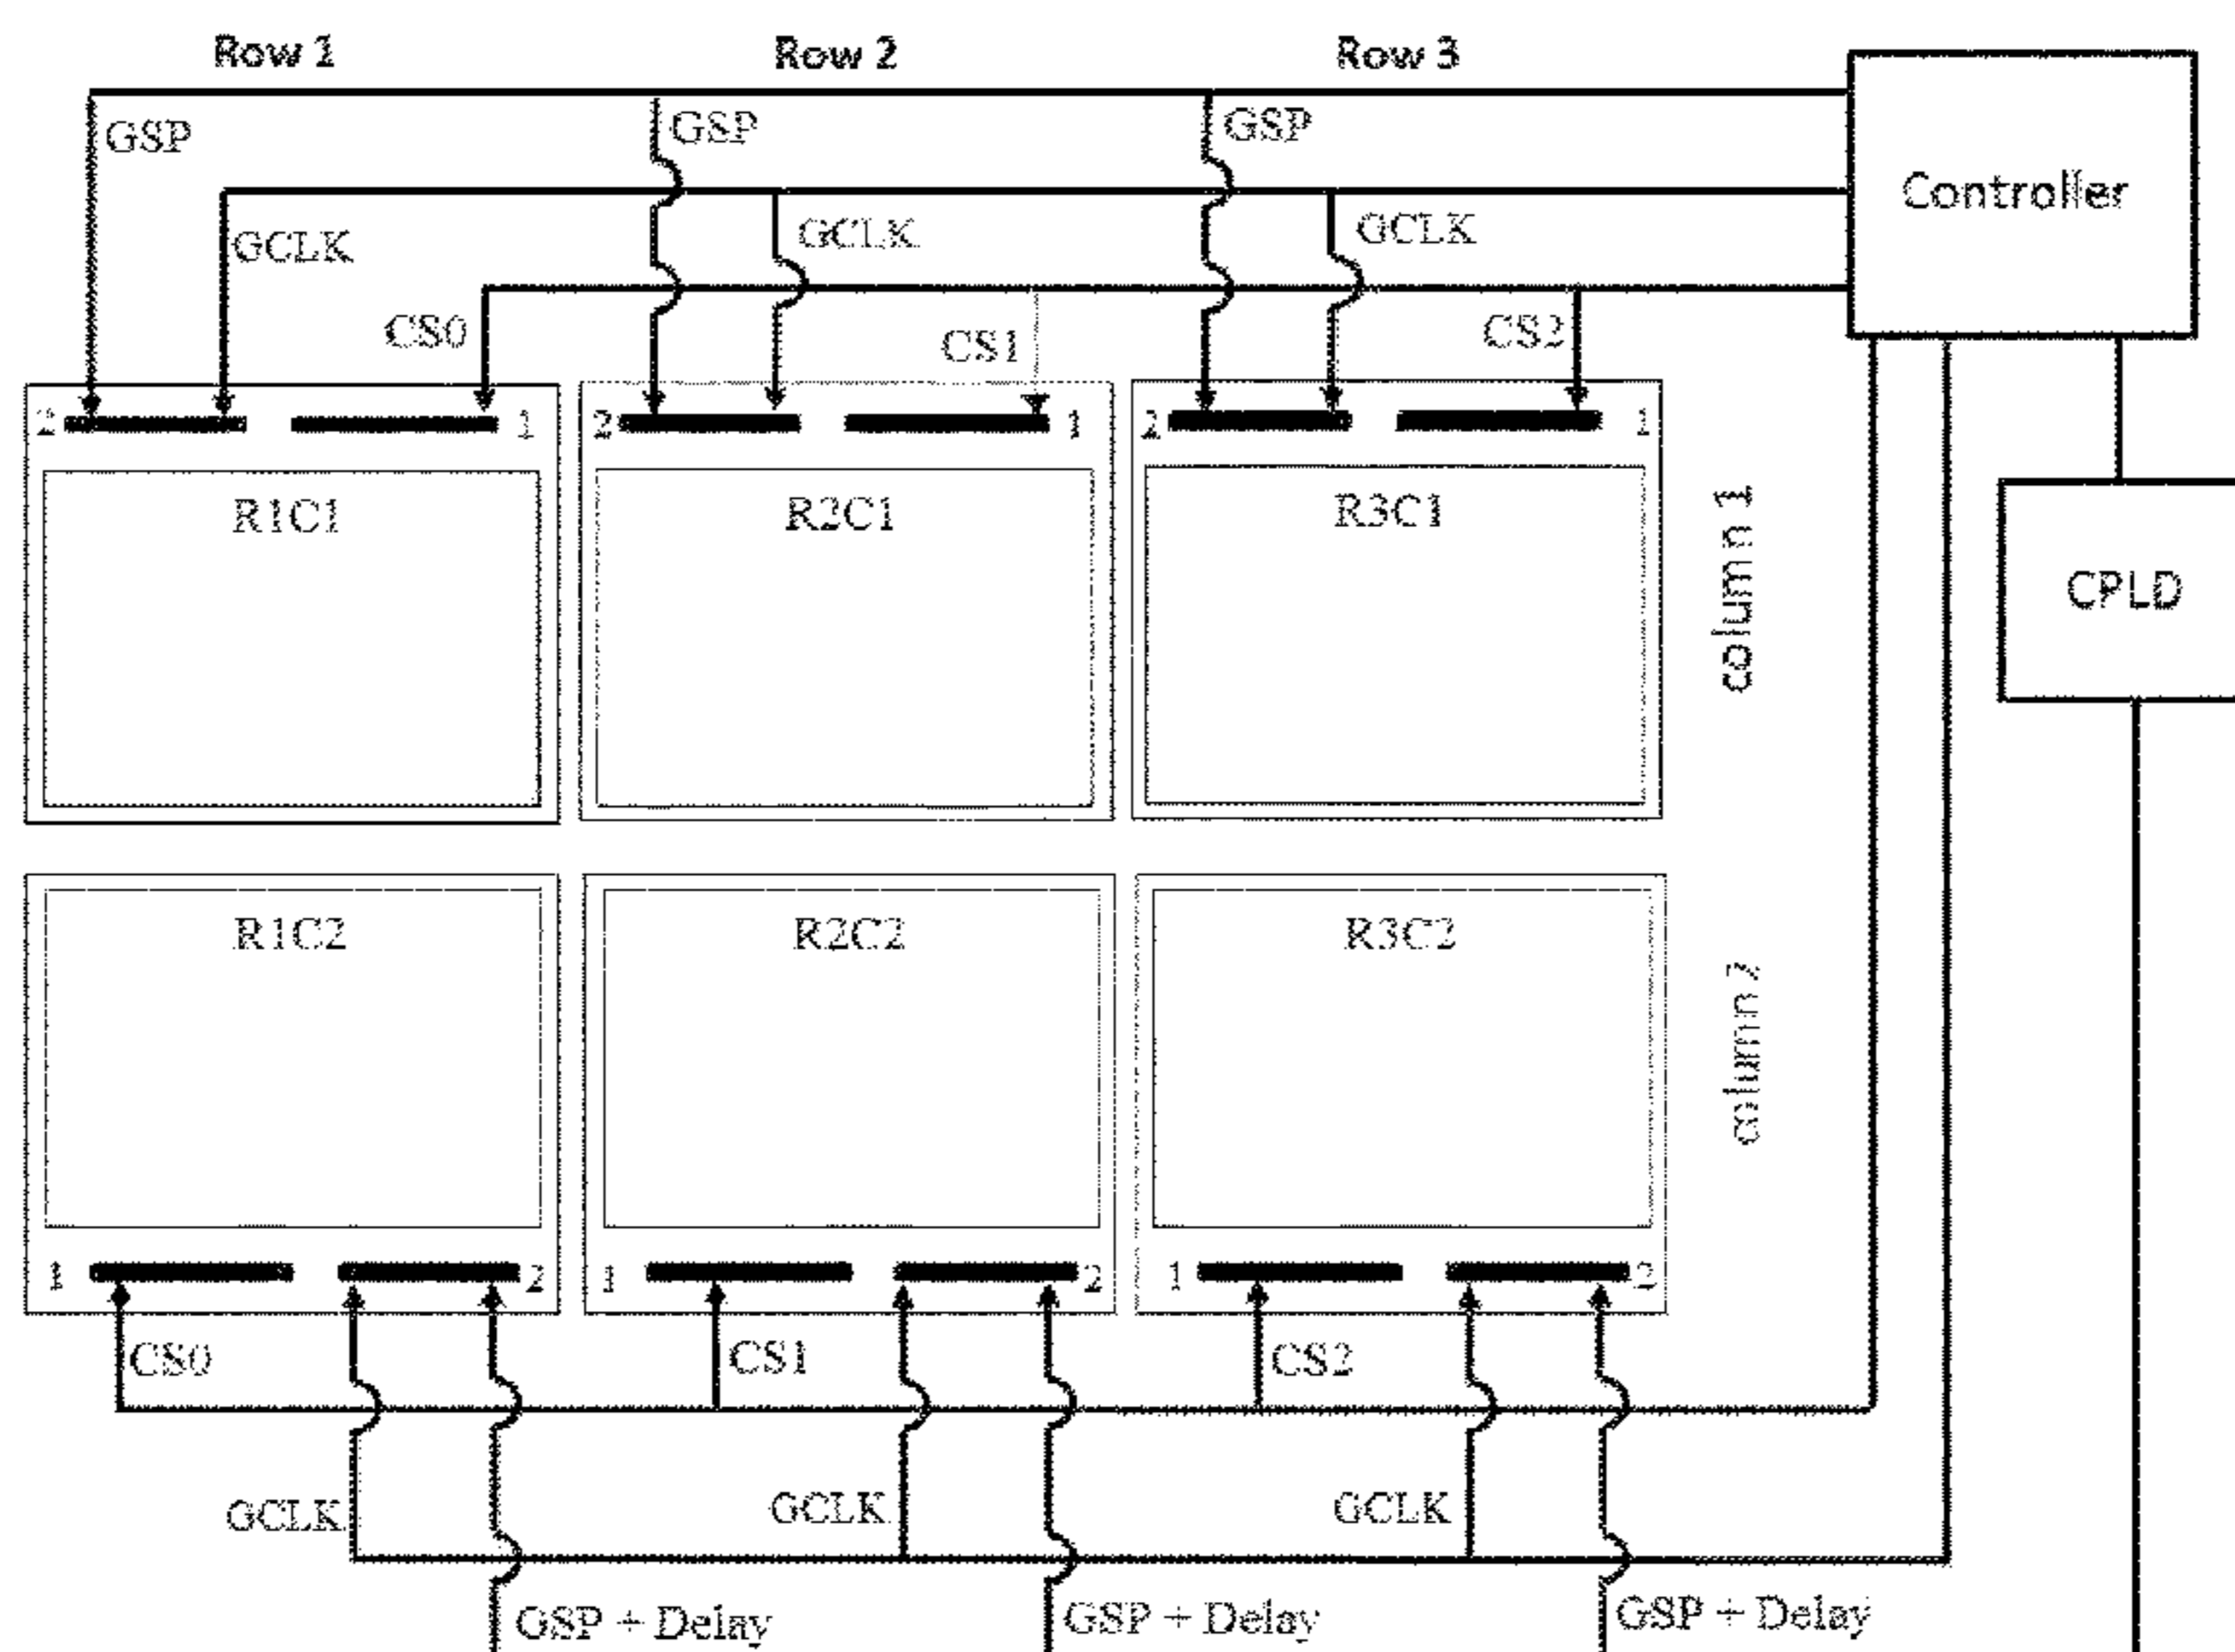 Row 1 Row 2 Row 3
GSP GSP GSP
Controller
GCLK GCLK GCLK
CS0 CS1 CS2
2 1 2 1 2 1
R1C1 R2C1 R3C1
column 1
CPLD
R1C2 R2C2 R3C2
column 2
1 2 1 2 1 2
CS0 CS1 CS2
GCLK GCLK GCLK
GSP + Delay GSP + Delay GSP + Delay